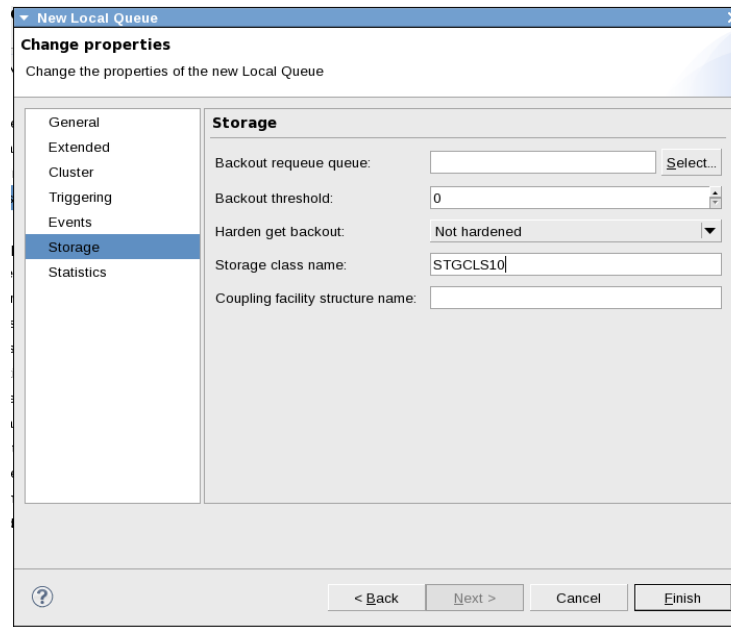 New Local Queue
Change properties
Change the properties of the new Local Queue
General
Extended
Cluster
Triggering
Events
Storage
Statistics
Storage
Backout requeue queue:
Select...
Backout threshold: 0
Harden get backout: Not hardened
Storage class name: STGCLS10
Coupling facility structure name:
?
< Back Next > Cancel Finish